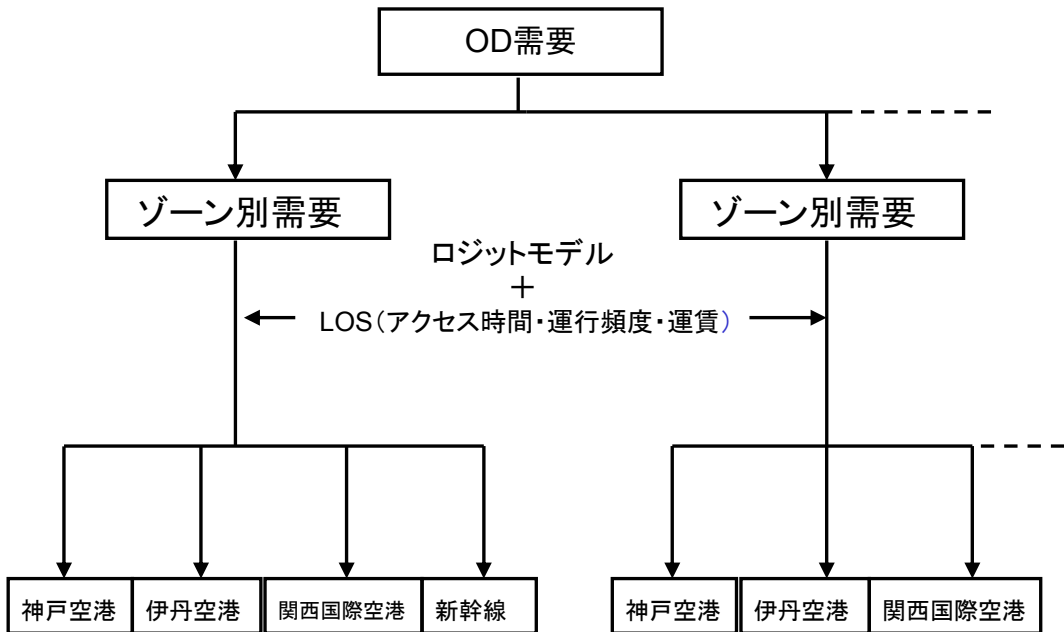 OD需要
ゾーン別需要
ゾーン別需要
ロジットモデル
+
LOS(アクセス時間・運行頻度・運賃)
神戸空港
伊丹空港
関西国際空港
新幹線
神戸空港
伊丹空港
関西国際空港